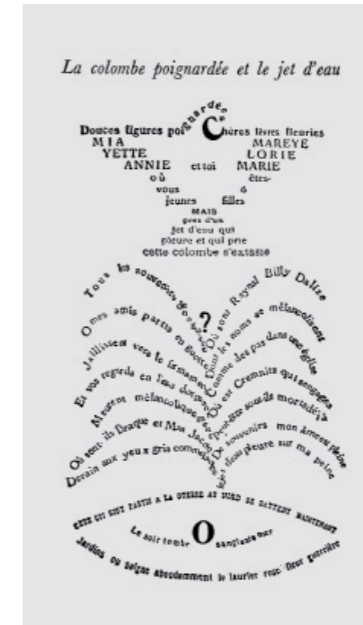 La colombe poignardée et le jet d'eau
Douces figures poignardées Chères lèvres fleuries
MIA MAREYE
YETTE LORIE
ANNIE et toi MARIE
où êtes-
vous ô
jeunes filles
MAIS
près d'un
jet d'eau qui
pleure et qui prie
cette colombe s'extasie
Tous les souvenirs de
O mes amis partis en guerre
Jaillissent vers le firmament
Et vos regards en l'eau dormant
Meurent mélancoliquement
Où sont-ils Braque et Max Jacob
Derain aux yeux gris comme
?
Où sont Raynal Billy Dalize
Dont les noms se mélancolisent
Comme des pas dans une église
Où est Cremnitz qui s'engagea
Peut-être sont-ils morts déjà
De souvenirs mon âme est pleine
Le jet d'eau pleure sur ma peine
CEUX QUI SONT PARTIS A LA GUERRE AU NORD SE BATTENT MAINTENANT
Le soir tombe O sanglante mer
Jardins où saigne abondamment le laurier rose fleur guerrière